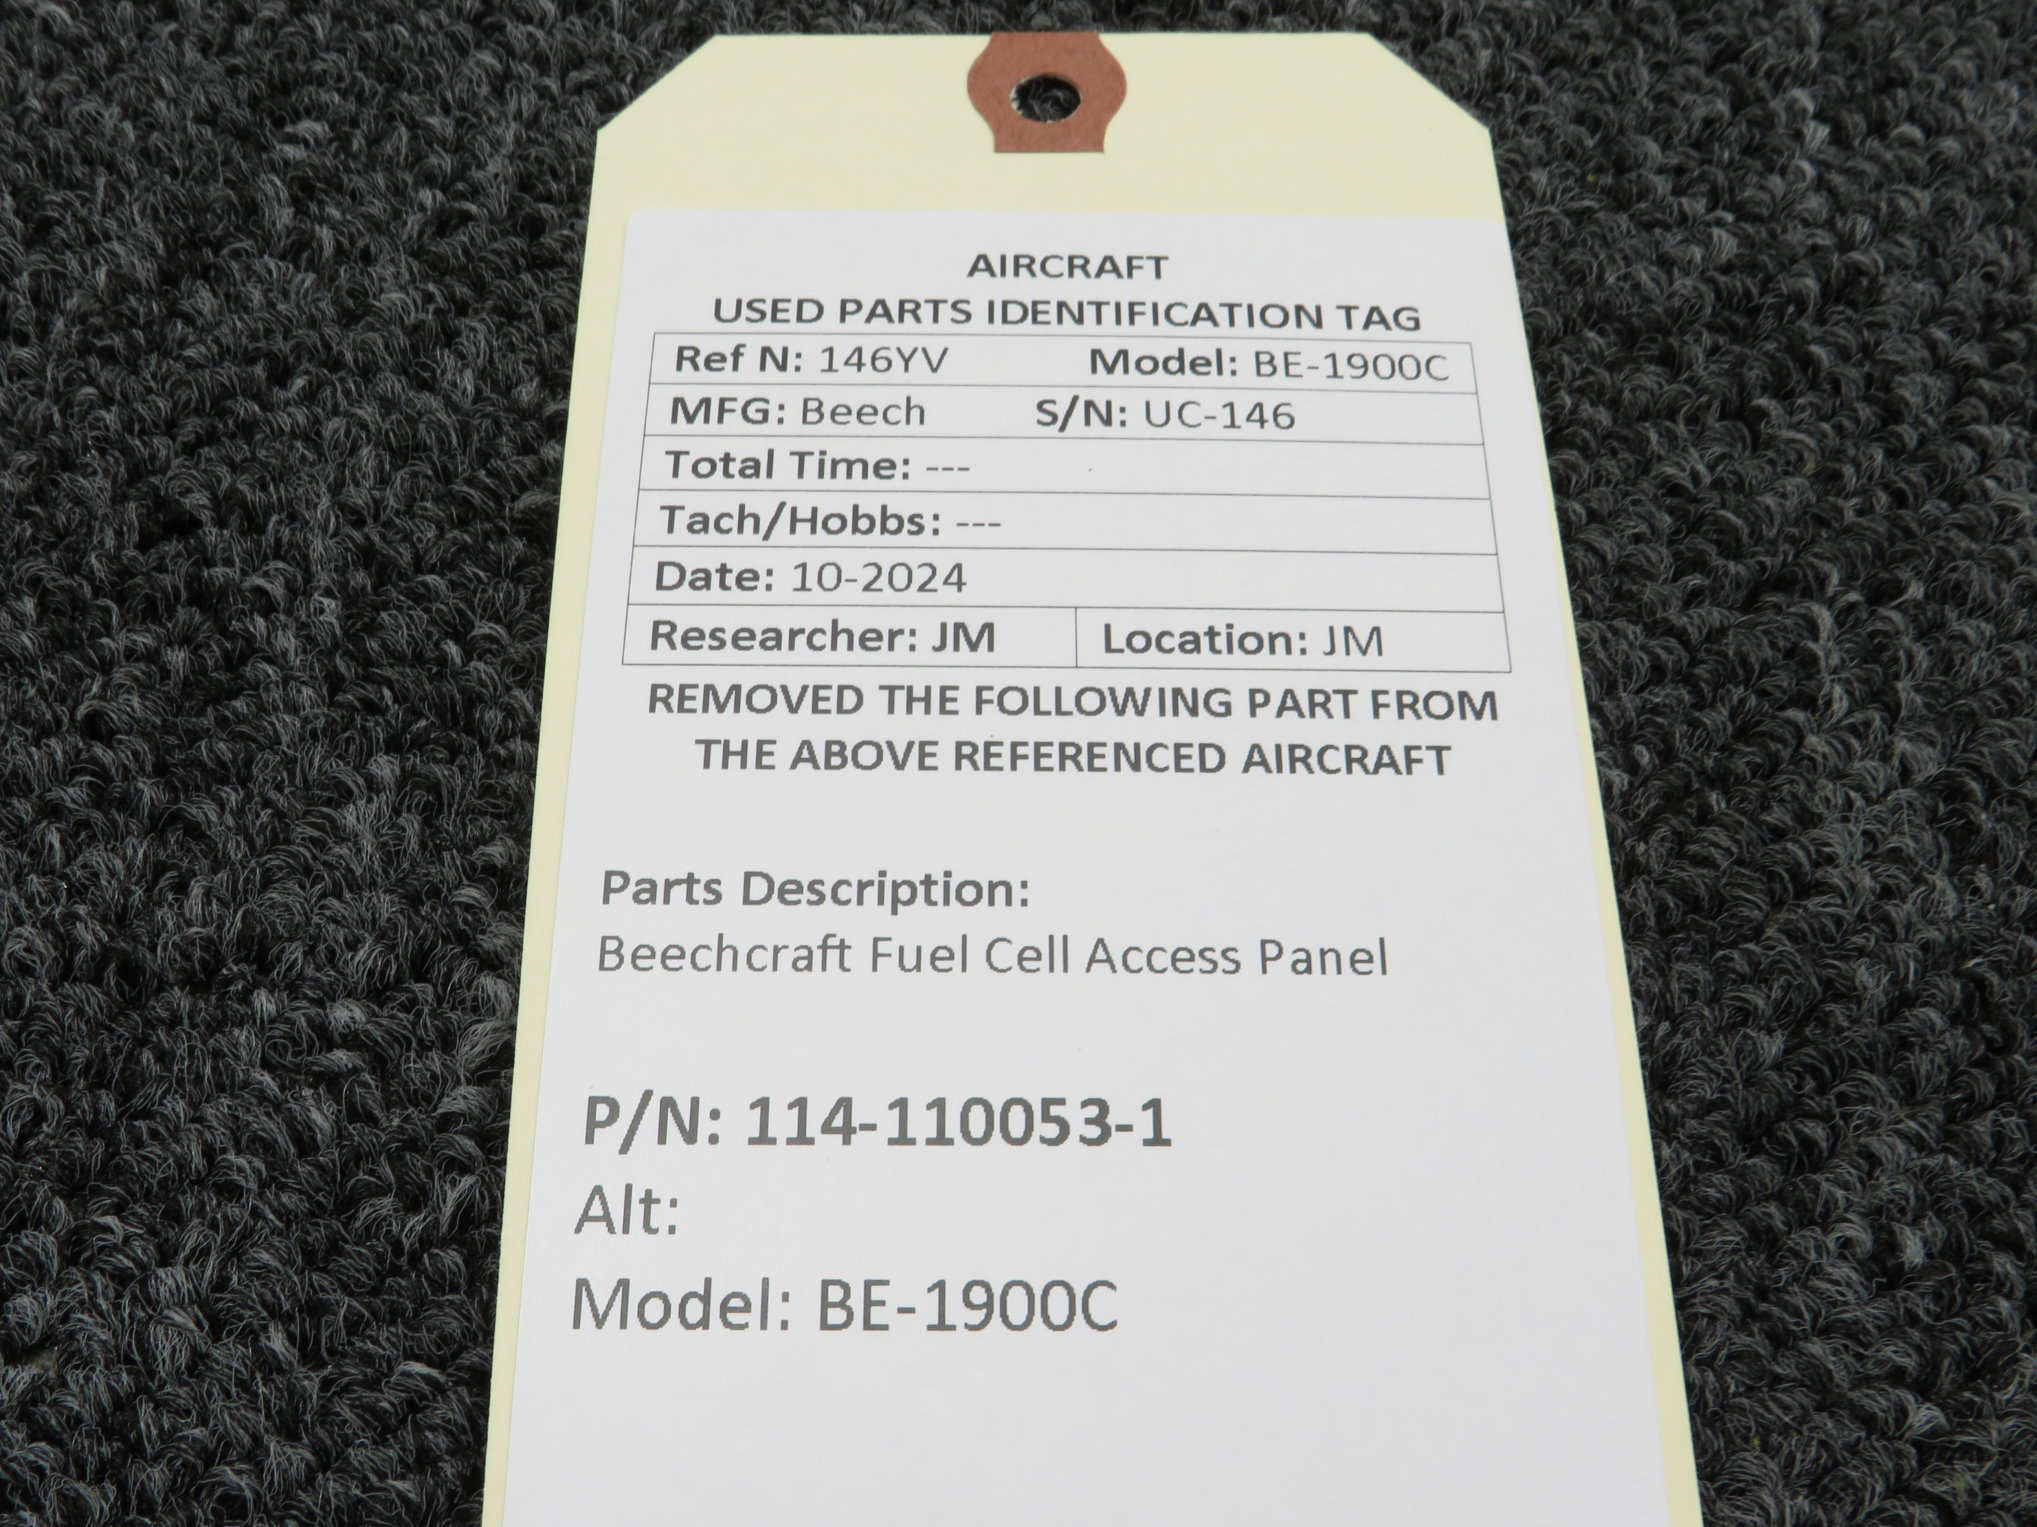 AIRCRAFT
USED PARTS IDENTIFICATION TAG
Ref N: 146YV Model: BE-1900C
MFG: Beech S/N: UC-146
Total Time: ---
Tach/Hobbs: ---
Date: 10-2024
Researcher: JM Location: JM
REMOVED THE FOLLOWING PART FROM
THE ABOVE REFERENCED AIRCRAFT
Parts Description:
Beechcraft Fuel Cell Access Panel
P/N: 114-110053-1
Alt:
Model: BE-1900C